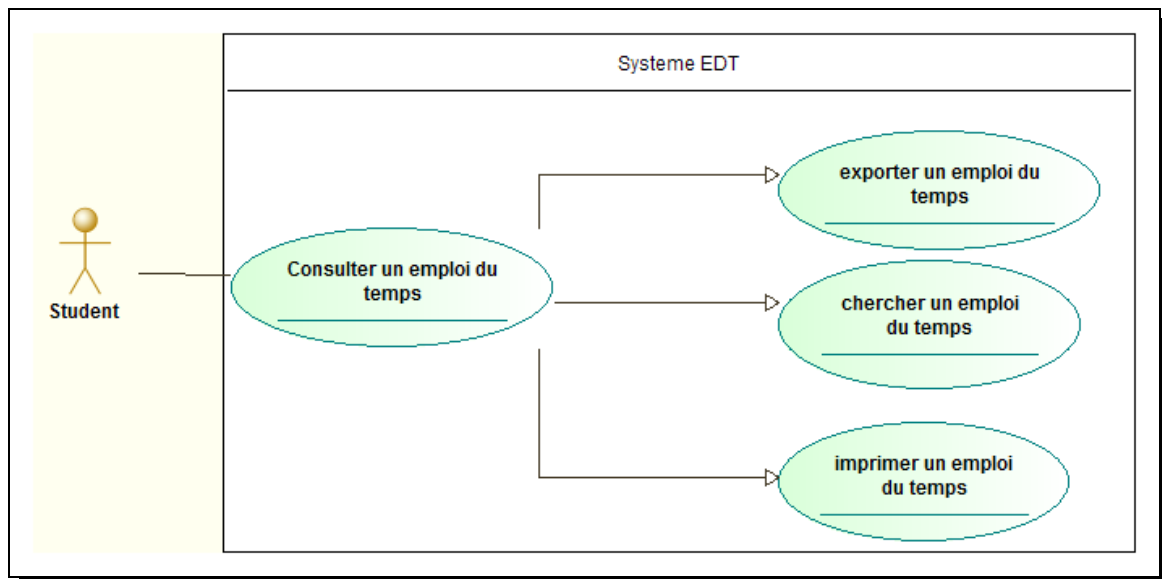 Systeme EDT
exporter un emploi du
temps
Consulter un emploi du
temps
Student
chercher un emploi
du temps
imprimer un emploi
du temps